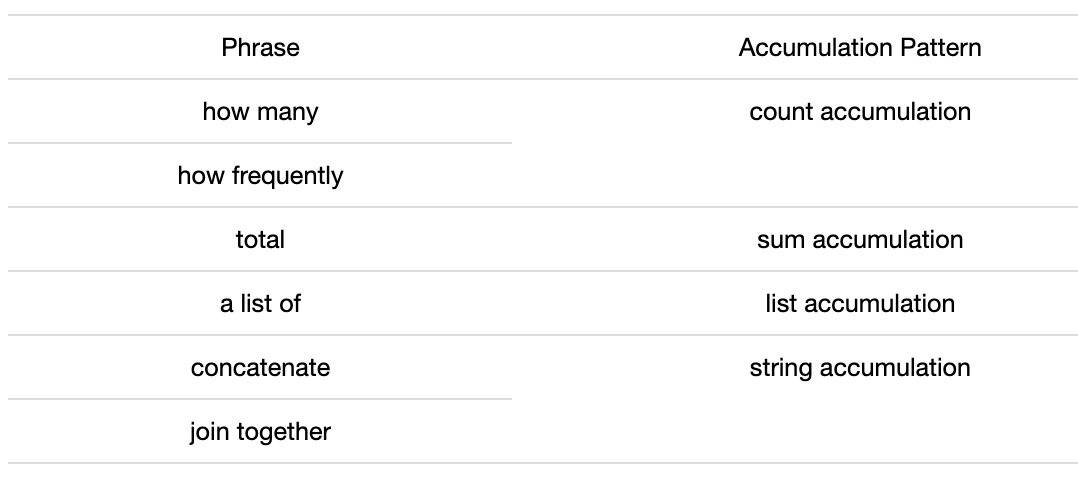 Phrase Accumulation Pattern
how many count accumulation
how frequently
total sum accumulation
a list of list accumulation
concatenate string accumulation
join together